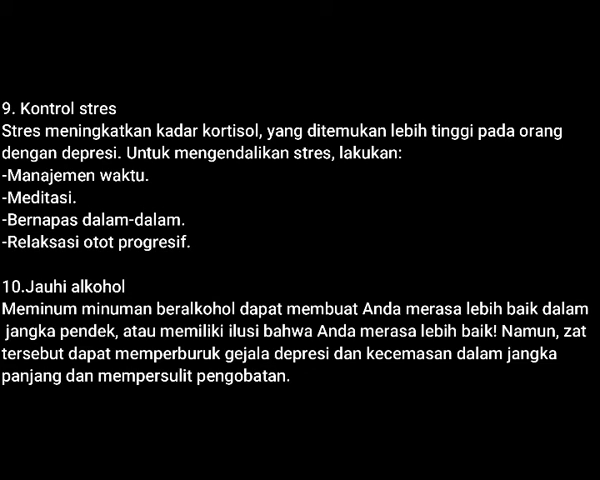 9. Kontrol stres
Stres meningkatkan kadar kortisol, yang ditemukan lebih tinggi pada orang
dengan depresi. Untuk mengendalikan stres, lakukan:
-Manajemen waktu.
-Meditasi.
-Bernapas dalam-dalam.
-Relaksasi otot progresif.
10.Jauhi alkohol
Meminum minuman beralkohol dapat membuat Anda merasa lebih baik dalam
jangka pendek, atau memiliki ilusi bahwa Anda merasa lebih baik! Namun, zat
tersebut dapat memperburuk gejala depresi dan kecemasan dalam jangka
panjang dan mempersulit pengobatan.